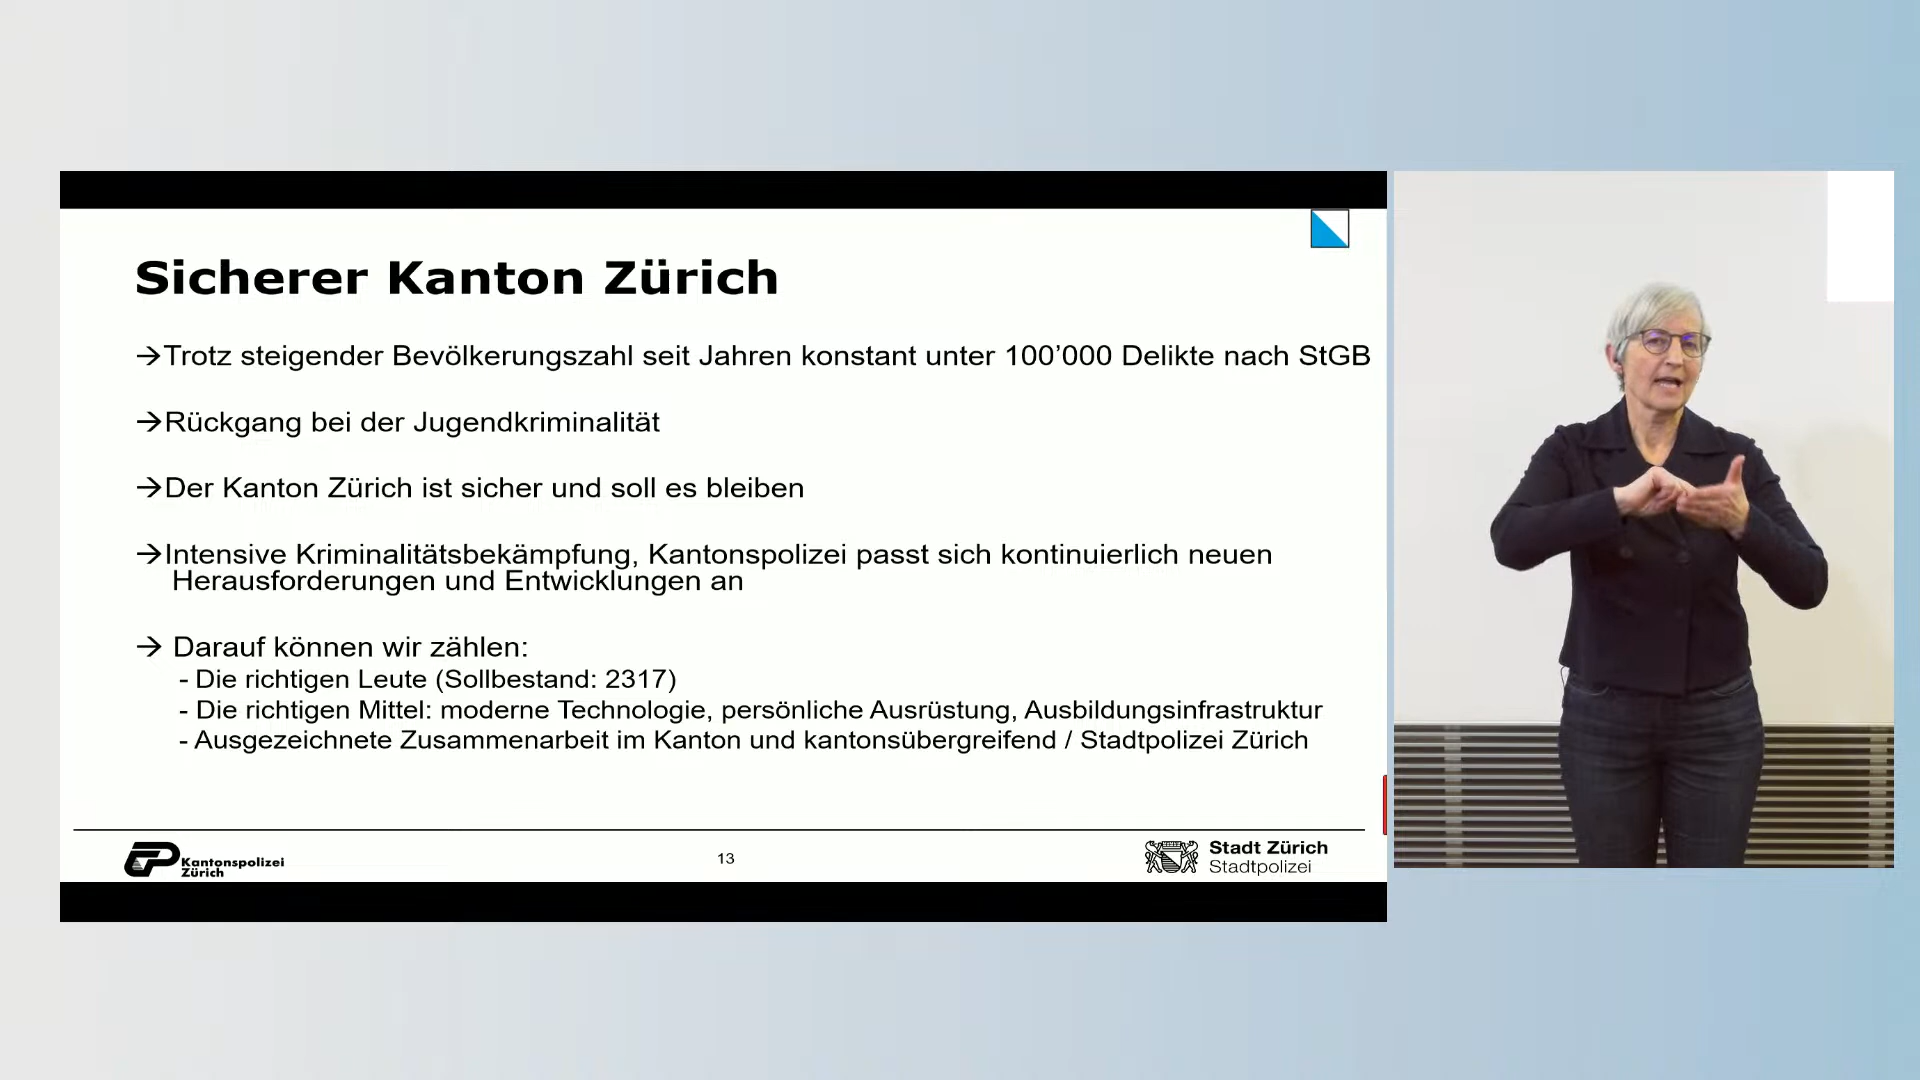 Sicherer Kanton Zürich
→Trotz steigender Bevölkerungszahl seit Jahren konstant unter 100’000 Delikte nach StGB
→Rückgang bei der Jugendkriminalität
→Der Kanton Zürich ist sicher und soll es bleiben
→Intensive Kriminalitätsbekämpfung, Kantonspolizei passt sich kontinuierlich neuen
Herausforderungen und Entwicklungen an
→ Darauf können wir zählen:
- Die richtigen Leute (Sollbestand: 2317)
- Die richtigen Mittel: moderne Technologie, persönliche Ausrüstung, Ausbildungsinfrastruktur
- Ausgezeichnete Zusammenarbeit im Kanton und kantonsübergreifend / Stadtpolizei Zürich
Kantonspolizei
Zürich
13
Stadt Zürich
Stadtpolizei